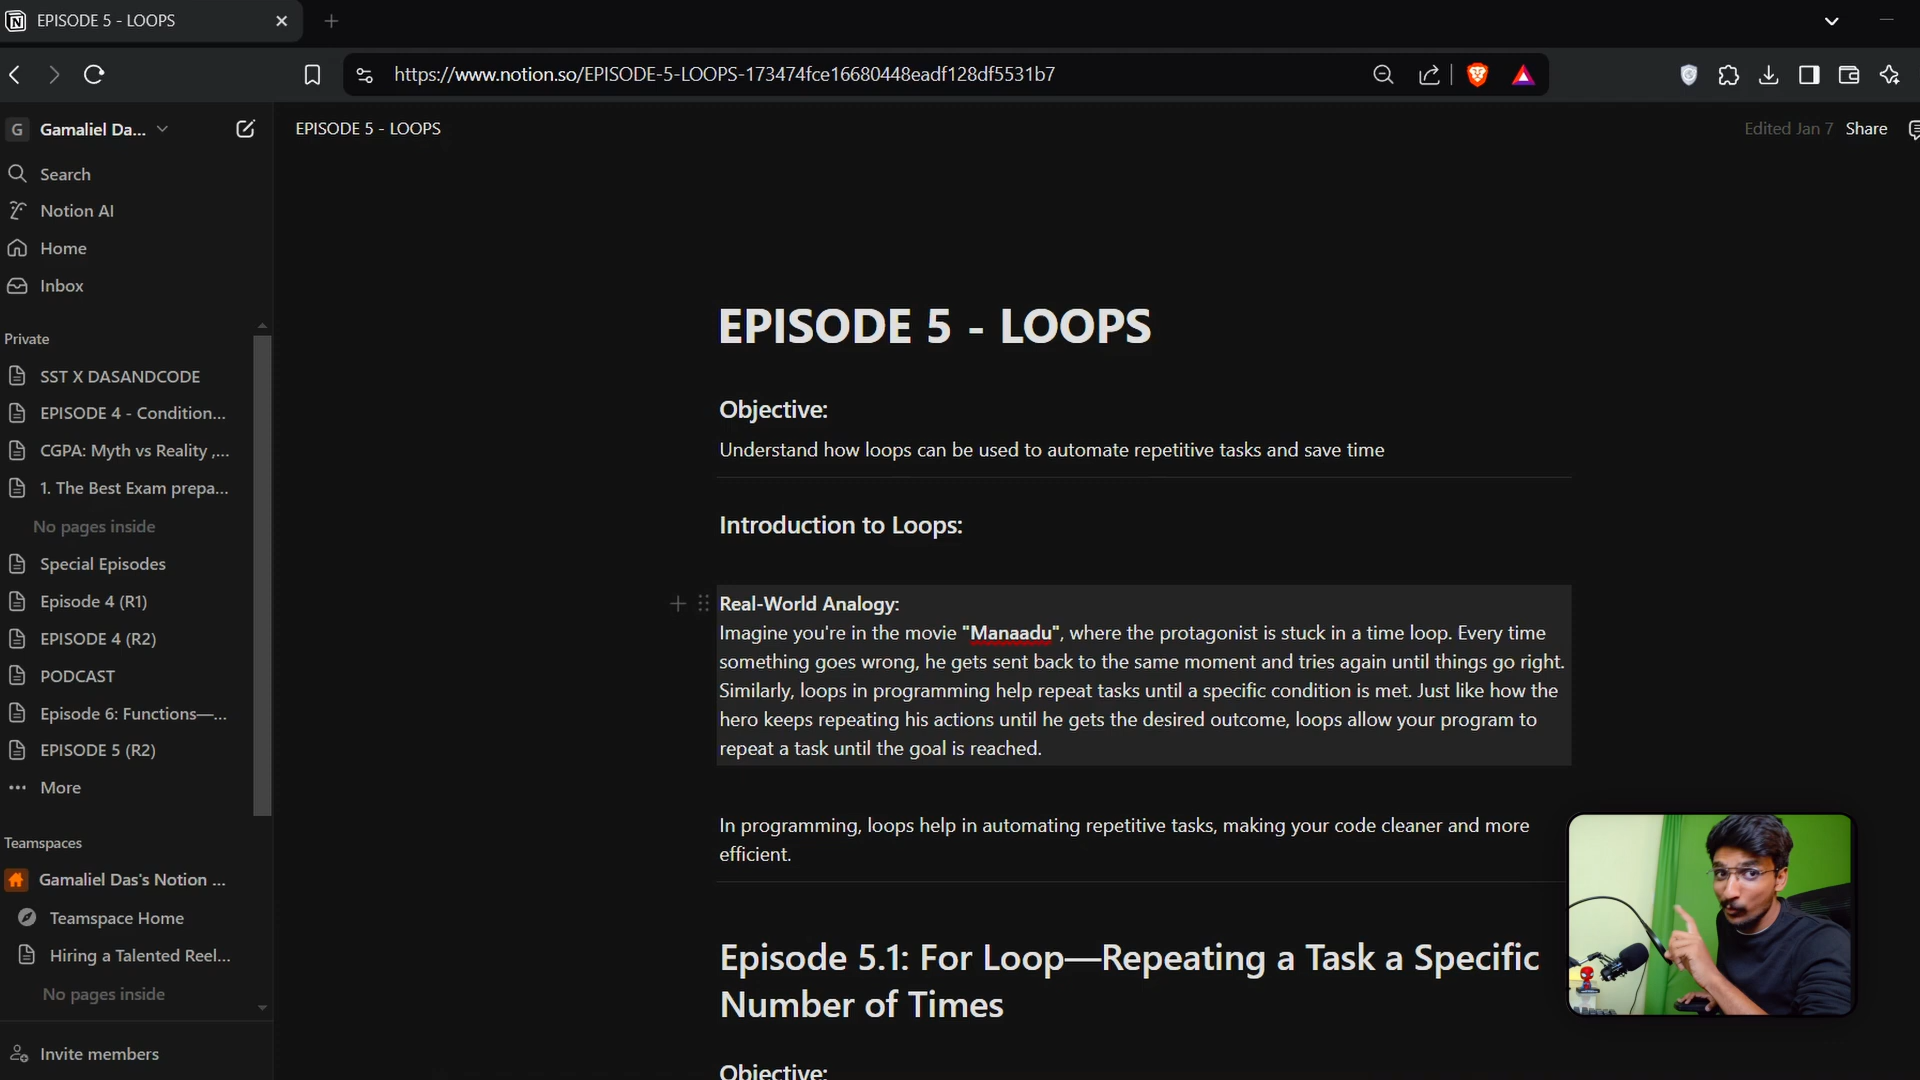 EPISODE 5 - LOOPS
https://www.notion.so/EPISODE-5-LOOPS-173474fce16680448eadf128df5531b7
G Gamaliel Da...
EPISODE 5 - LOOPS
Edited Jan 7 Share
Search
Notion AI
Home
Inbox
Private
SST X DASANDCODE
EPISODE 4 - Condition...
CGPA: Myth vs Reality ,...
1. The Best Exam prepa...
No pages inside
Special Episodes
Episode 4 (R1)
EPISODE 4 (R2)
PODCAST
Episode 6: Functions—...
EPISODE 5 (R2)
More
Teamspaces
Gamaliel Das's Notion ...
Teamspace Home
Hiring a Talented Reel...
No pages inside
Invite members
EPISODE 5 - LOOPS
Objective:
Understand how loops can be used to automate repetitive tasks and save time
Introduction to Loops:
Real-World Analogy:
Imagine you're in the movie "Manaadu", where the protagonist is stuck in a time loop. Every time
something goes wrong, he gets sent back to the same moment and tries again until things go right.
Similarly, loops in programming help repeat tasks until a specific condition is met. Just like how the
hero keeps repeating his actions until he gets the desired outcome, loops allow your program to
repeat a task until the goal is reached.
In programming, loops help in automating repetitive tasks, making your code cleaner and more
efficient.
Episode 5.1: For Loop—Repeating a Task a Specific
Number of Times
Objective: